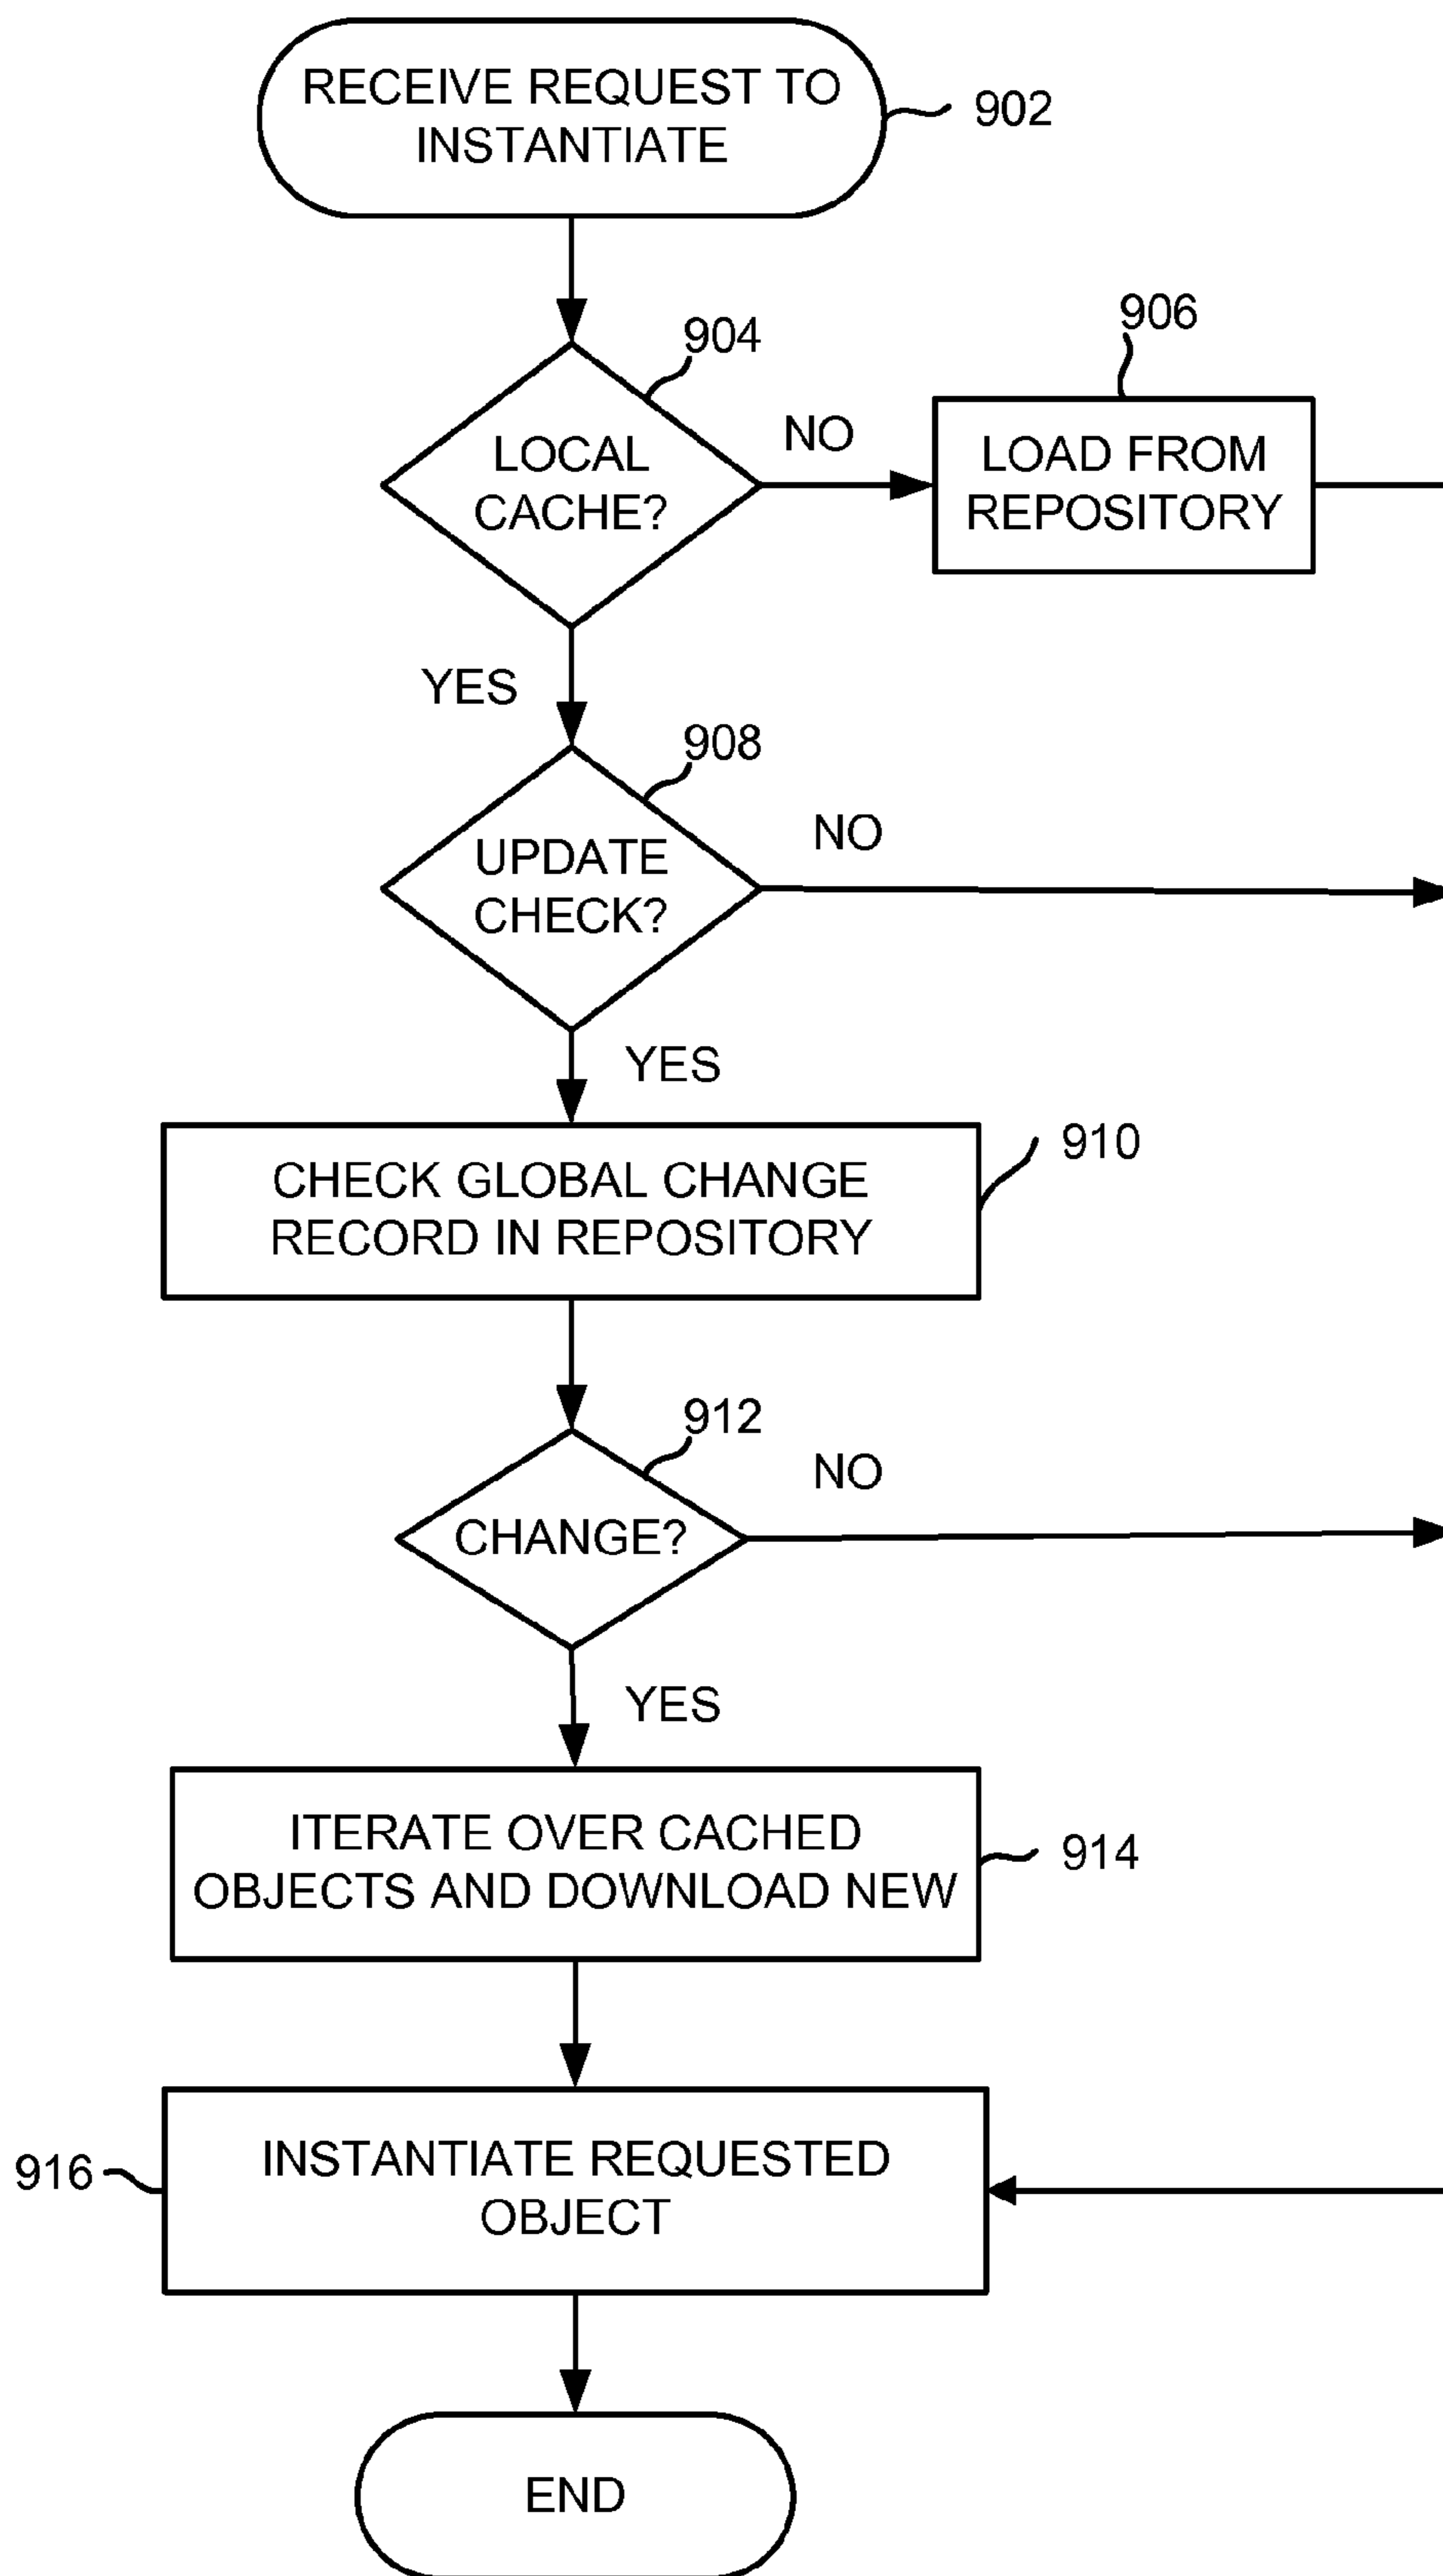 RECEIVE REQUEST TO
INSTANTIATE
902
904
LOCAL
CACHE?
NO
906
LOAD FROM
REPOSITORY
YES
908
UPDATE
CHECK?
NO
YES
CHECK GLOBAL CHANGE
RECORD IN REPOSITORY
910
912
CHANGE?
NO
YES
ITERATE OVER CACHED
OBJECTS AND DOWNLOAD NEW
914
916
INSTANTIATE REQUESTED
OBJECT
END